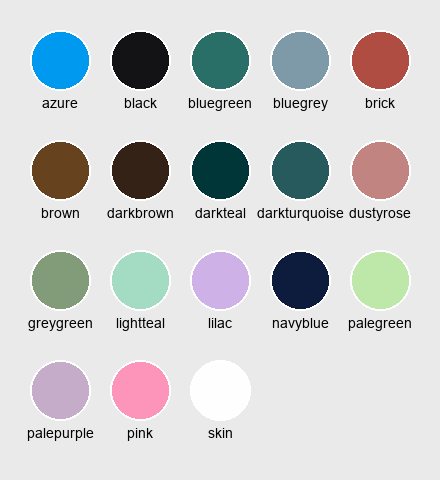 azure black bluegreen bluegrey brick
brown darkbrown darkteal darkturquoise dustyrose
greygreen lightteal lilac navyblue palegreen
palepurple pink skin